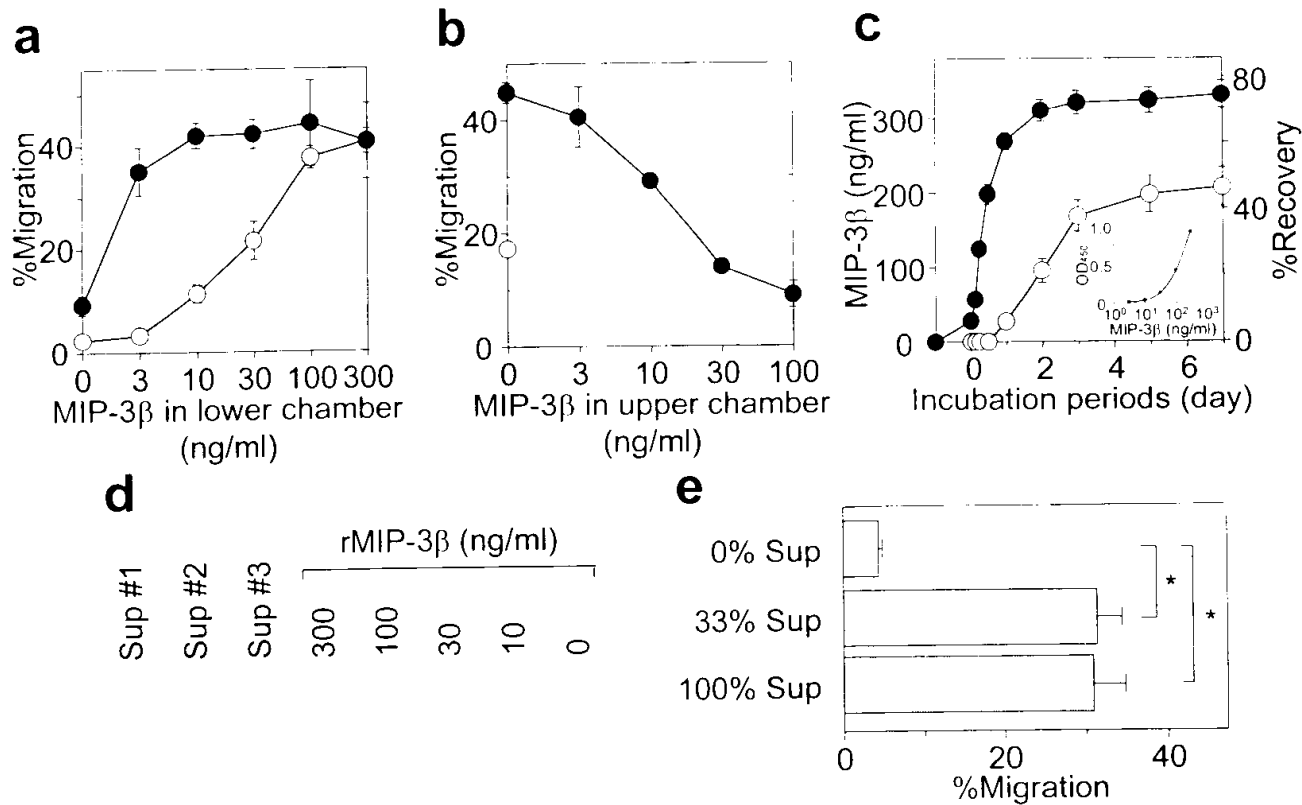 a
%Migration
40
20
0
0 3 10 30 100 300
MIP-3β in lower chamber
(ng/ml)
b
%Migration
40
20
0
0 3 10 30 100
MIP-3β in upper chamber
(ng/ml)
c
MIP-3β (ng/ml)
300
200
100
0
80
40
0
%Recovery
0 2 4 6
Incubation periods (day)
OD450
1.0
0.5
0
10⁰ 10¹ 10² 10³
MIP-3β (ng/ml)
d
rMIP-3β (ng/ml)
Sup #1
Sup #2
Sup #3
300
100
30
10
0
e
0% Sup
33% Sup
100% Sup
*
*
0 20 40
%Migration